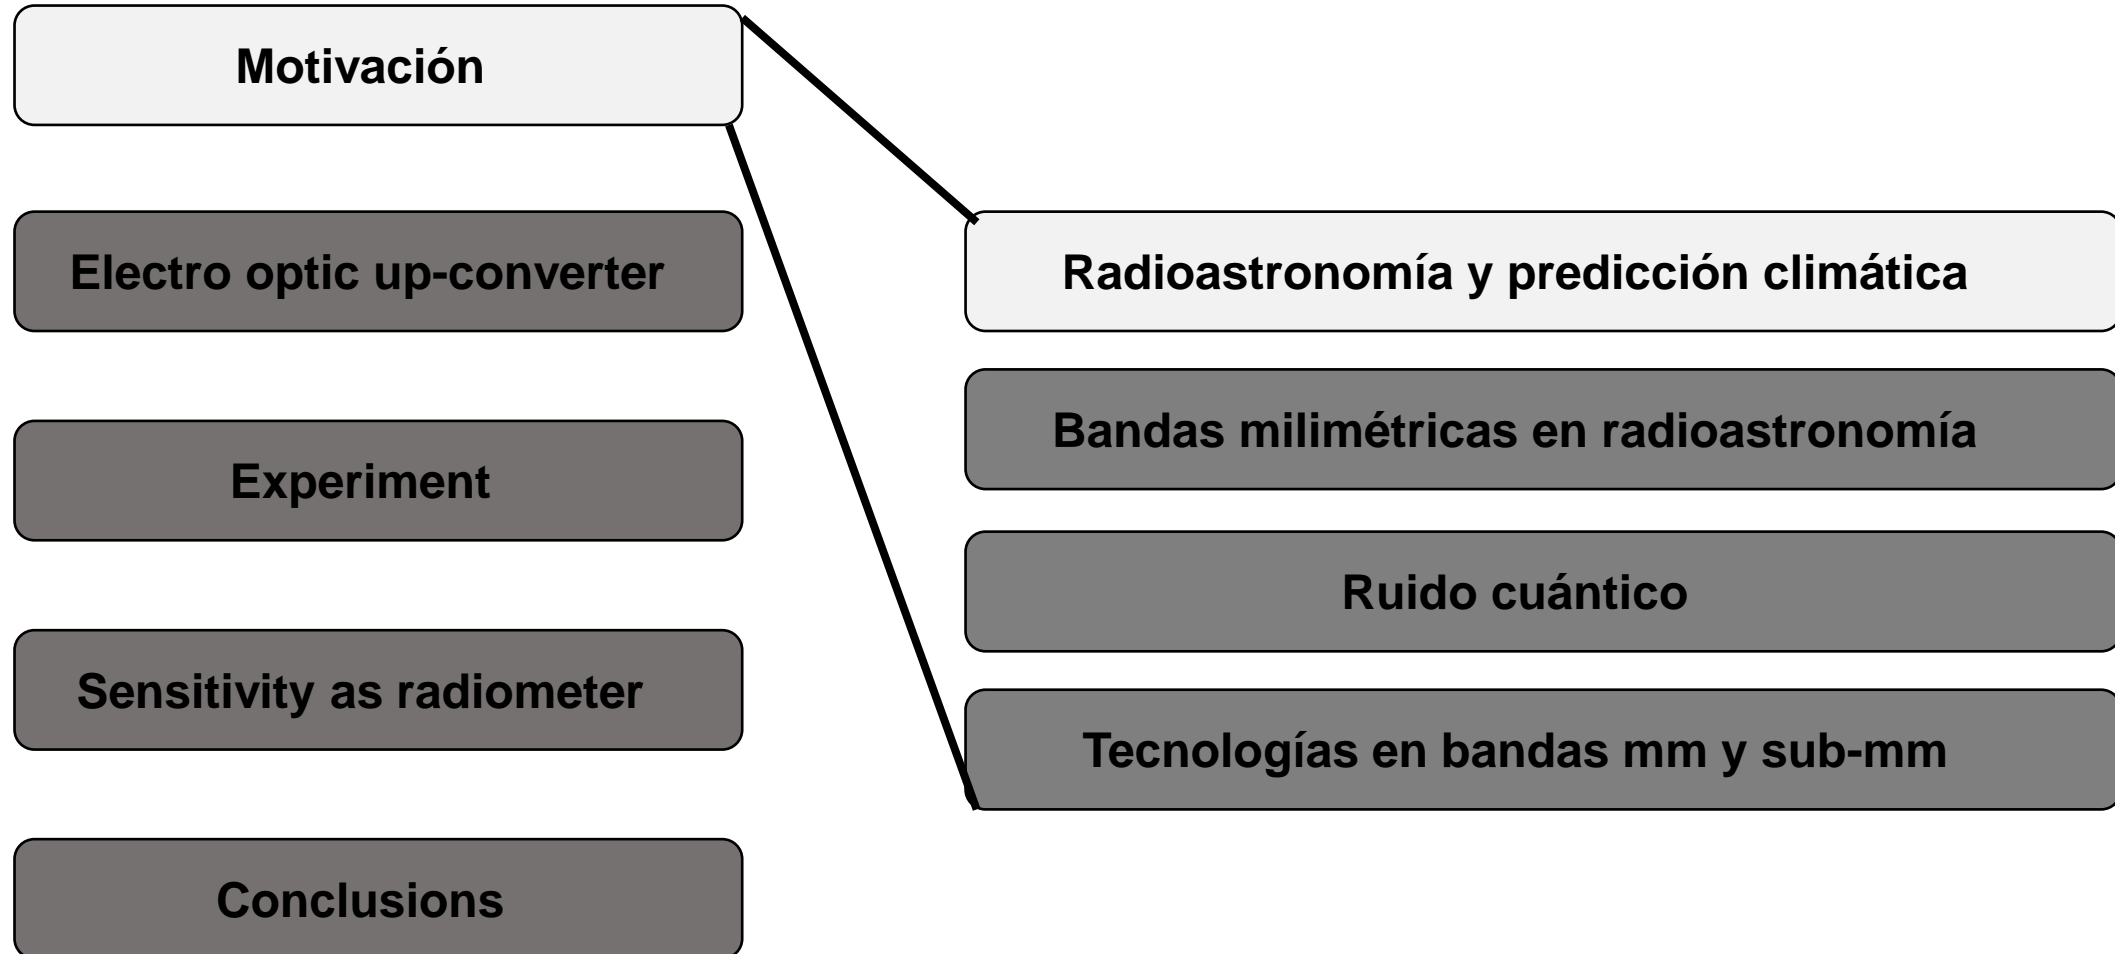 Motivación
Electro optic up-converter
Experiment
Sensitivity as radiometer
Conclusions
Radioastronomía y predicción climática
Bandas milimétricas en radioastronomía
Ruido cuántico
Tecnologías en bandas mm y sub-mm